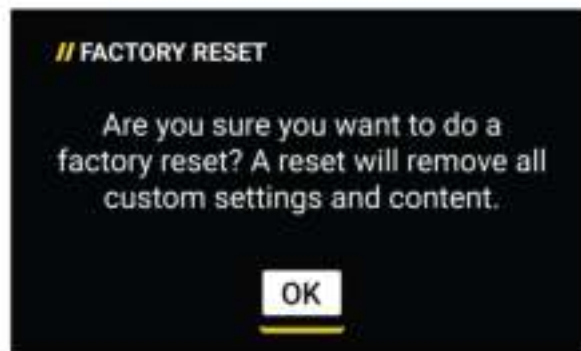 // FACTORY RESET
Are you sure you want to do a
factory reset? A reset will remove all
custom settings and content.
OK